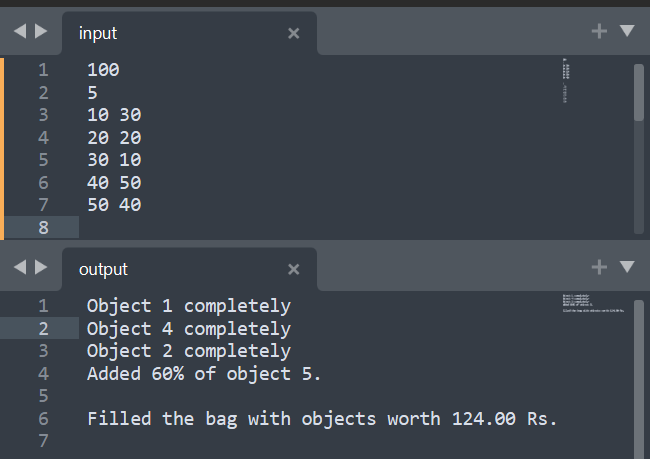 input
1 100
2 5
3 10 30
4 20 20
5 30 10
6 40 50
7 50 40
8
output
1 Object 1 completely
2 Object 4 completely
3 Object 2 completely
4 Added 60% of object 5.
5
6 Filled the bag with objects worth 124.00 Rs.
7